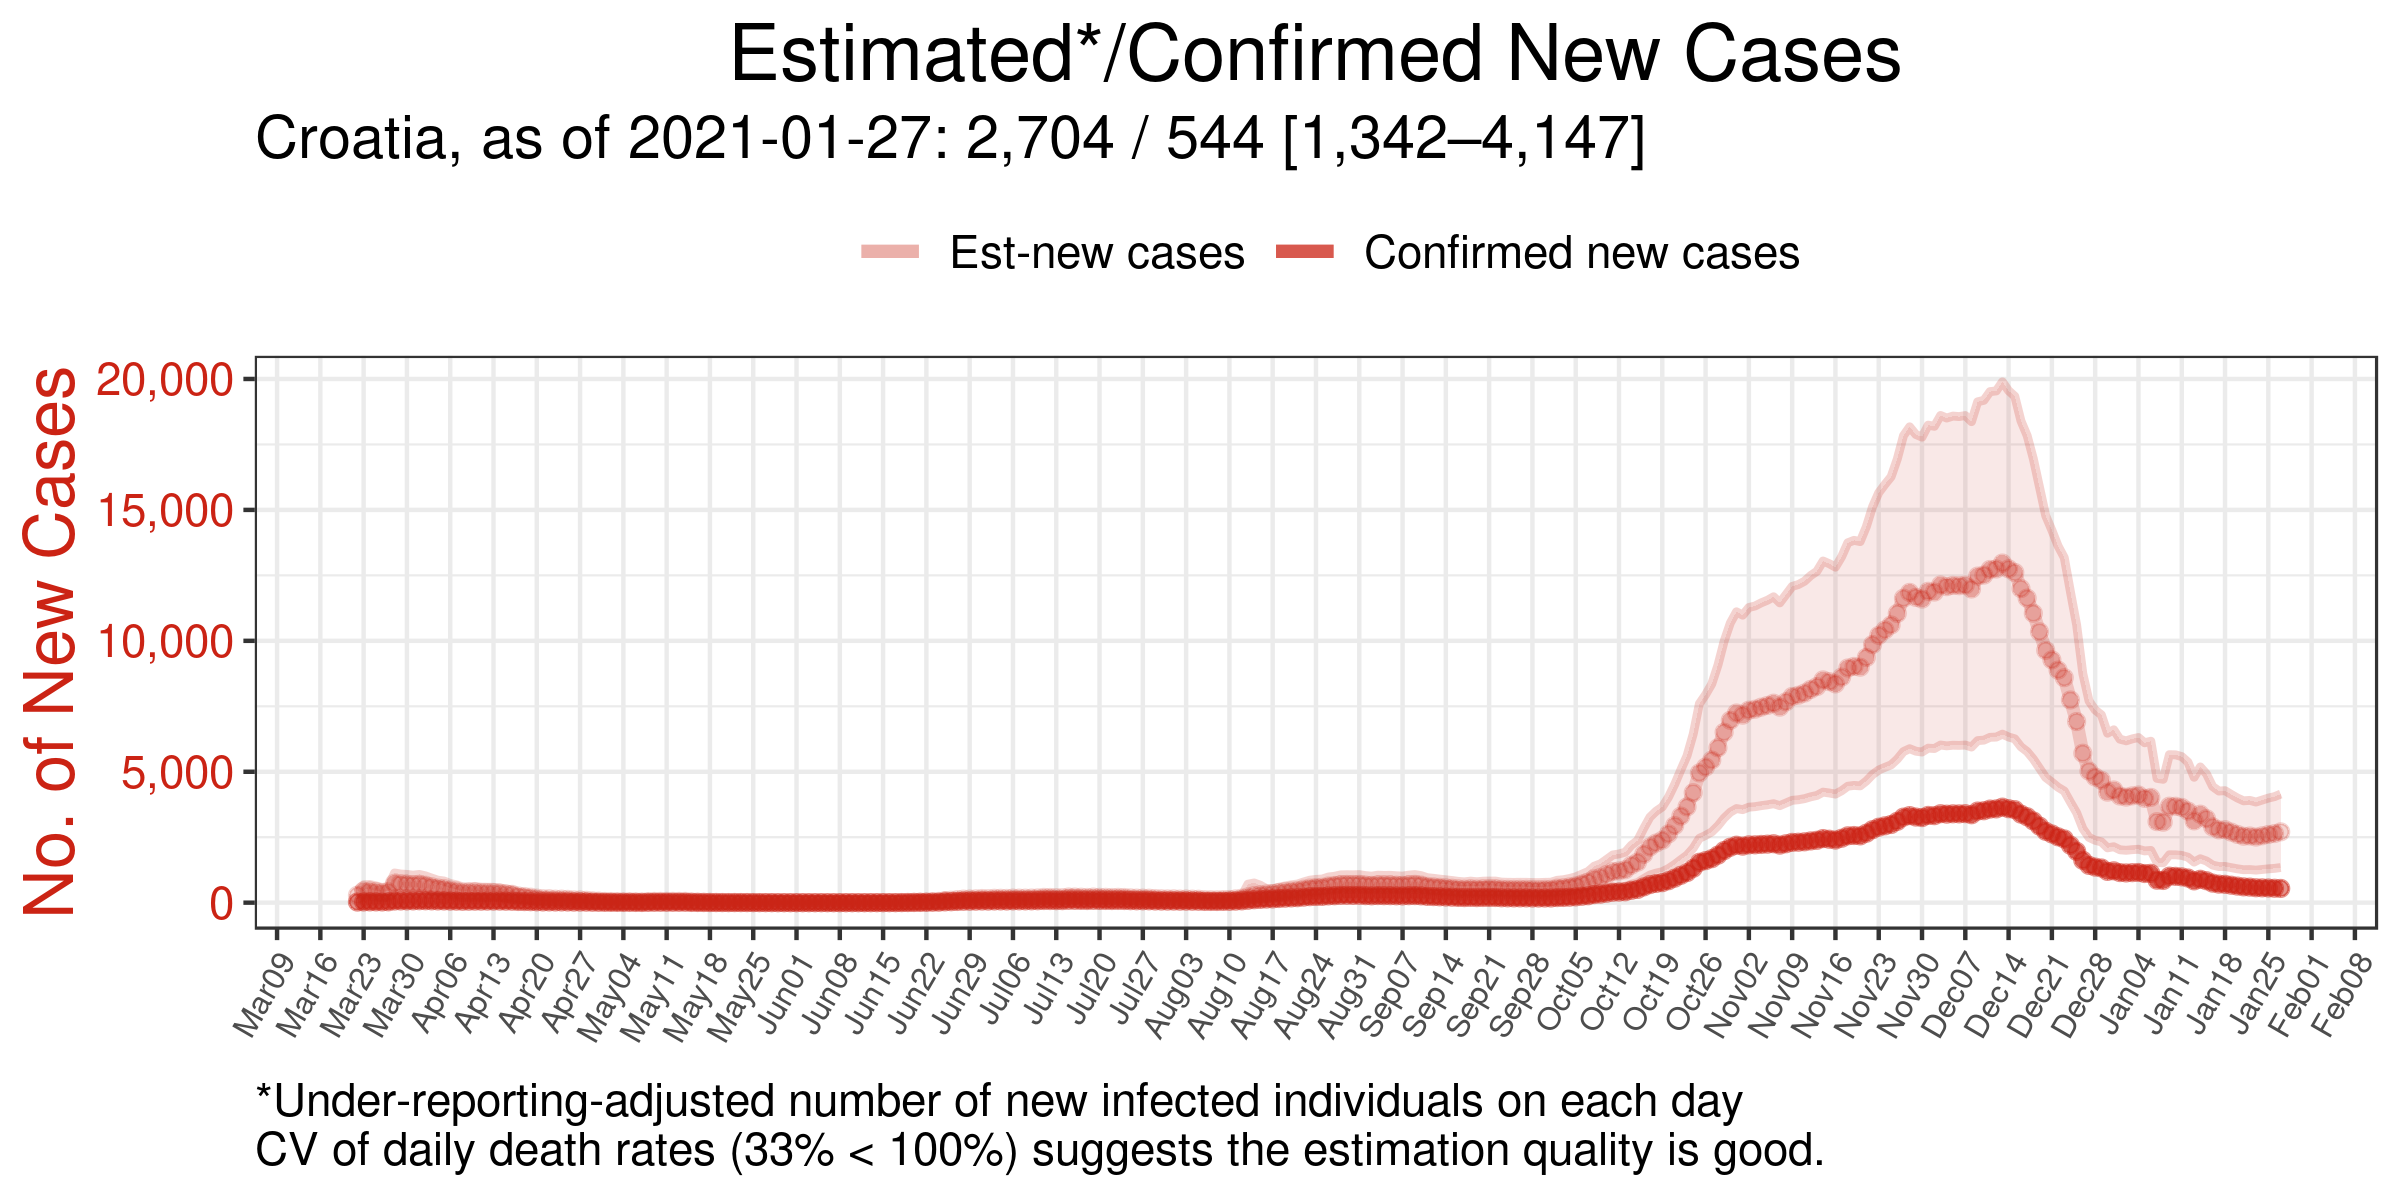 Estimated*/Confirmed New Cases
Croatia, as of 2021-01-27: 2,704 / 544 [1,342–4,147]
Est-new cases
Confirmed new cases
No. of New Cases
20,000
15,000
10,000
5,000
0
Mar09
Mar16
Mar23
Mar30
Apr06
Apr13
Apr20
Apr27
May04
May11
May18
May25
Jun01
Jun08
Jun15
Jun22
Jun29
Jul06
Jul13
Jul20
Jul27
Aug03
Aug10
Aug17
Aug24
Aug31
Sep07
Sep14
Sep21
Sep28
Oct05
Oct12
Oct19
Oct26
Nov02
Nov09
Nov16
Nov23
Nov30
Dec07
Dec14
Dec21
Dec28
Jan04
Jan11
Jan18
Jan25
Feb01
Feb08
*Under-reporting-adjusted number of new infected individuals on each day
CV of daily death rates (33% < 100%) suggests the estimation quality is good.